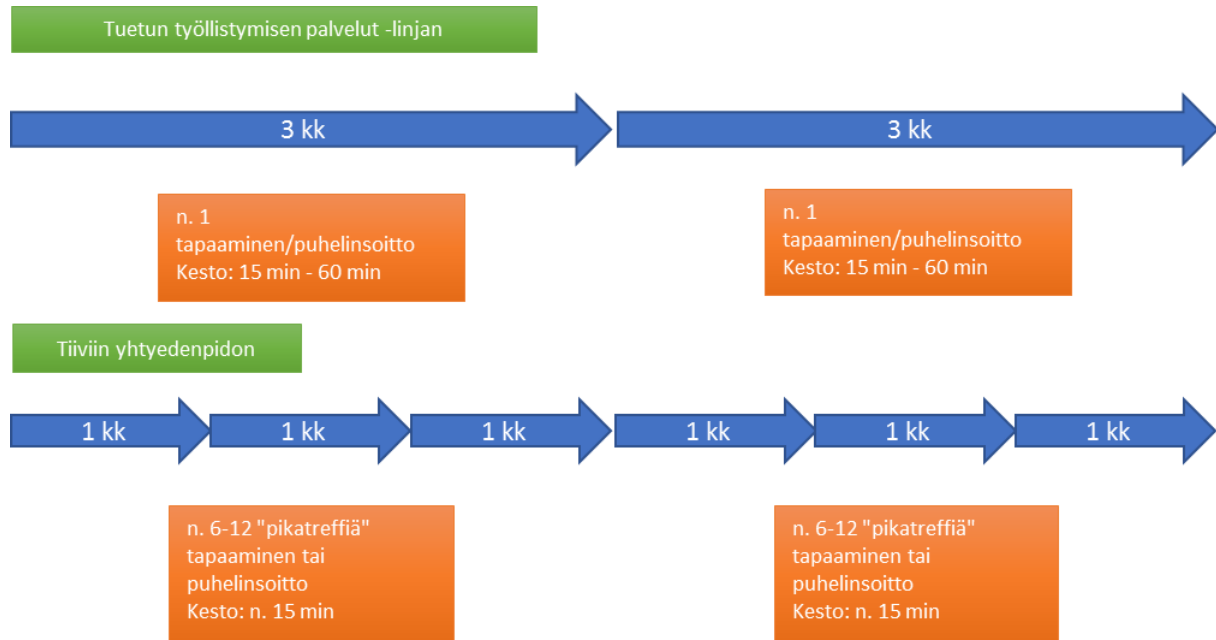 Tuetun työllistymisen palvelut -linjan
3 kk
3 kk
n. 1
tapaaminen/puhelinsoitto
Kesto: 15 min - 60 min
n. 1
tapaaminen/puhelinsoitto
Kesto: 15 min - 60 min
Tiiviin yhtyedenpidon
1 kk
1 kk
1 kk
1 kk
1 kk
1 kk
n. 6-12 "pikatreffiä"
tapaaminen tai
puhelinsoitto
Kesto: n. 15 min
n. 6-12 "pikatreffiä"
tapaaminen tai
puhelinsoitto
Kesto: n. 15 min